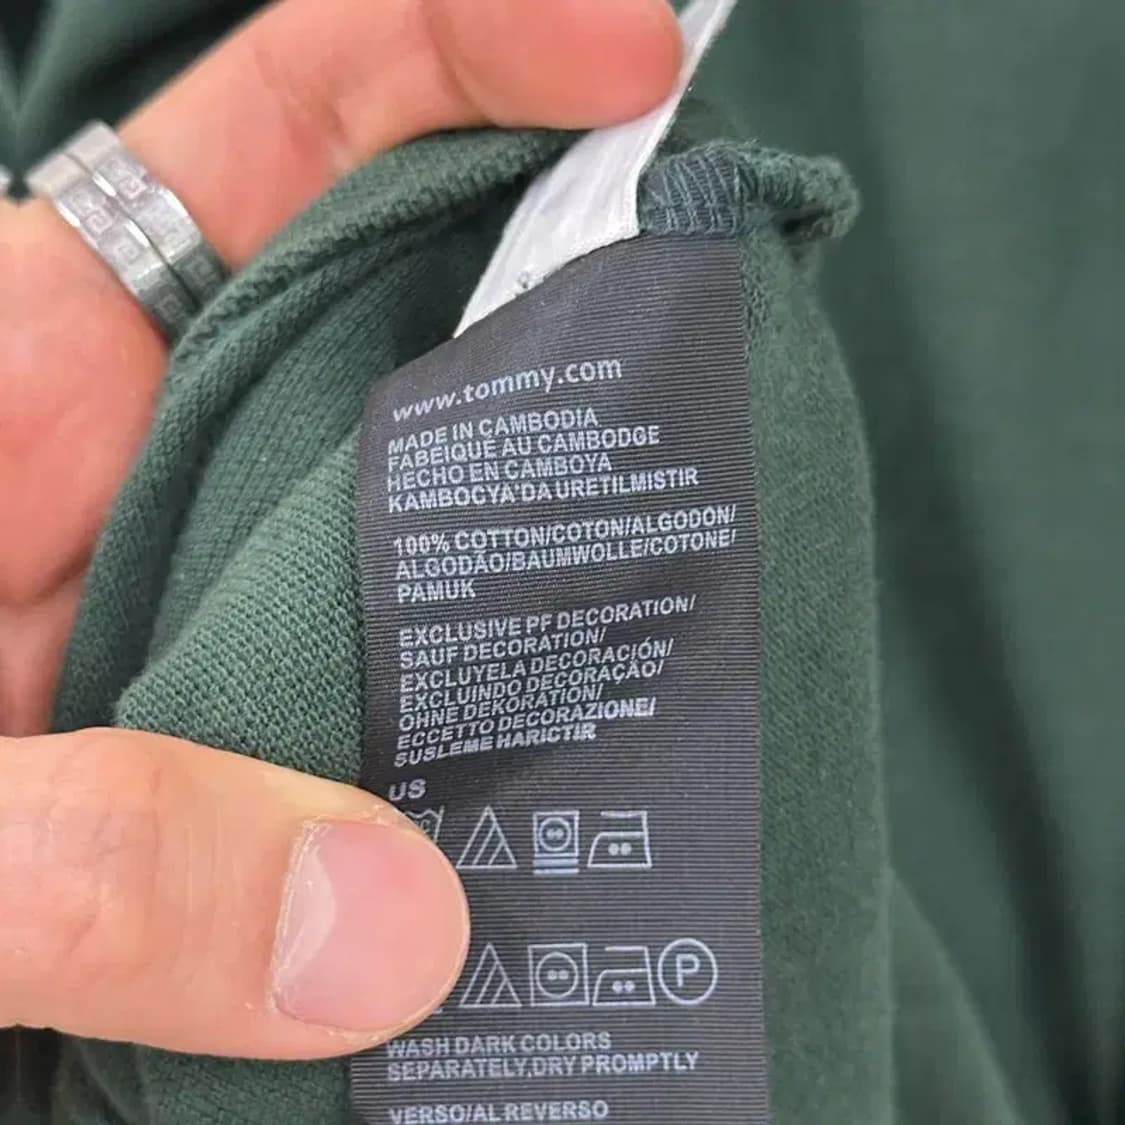 www.tommy.com
MADE IN CAMBODIA
FABEIQUE AU CAMBODGE
HECHO EN CAMBOYA
KAMBOCYA'DA URETILMISTIR
100% COTTON/COTON/ALGODON/
ALGODÃO/BAUMWOLLE/COTONE/
PAMUK
EXCLUSIVE PF DECORATION/
SAUF DECORATION/
EXCLUYELA DECORACIÓN/
EXCLUINDO DECORAÇÃO/
OHNE DEKORATION/
ECCETTO DECORAZIONE/
SUSLEME HARICTIR
US
P
WASH DARK COLORS
SEPARATELY,DRY PROMPTLY
VERSO/AL REVERSO